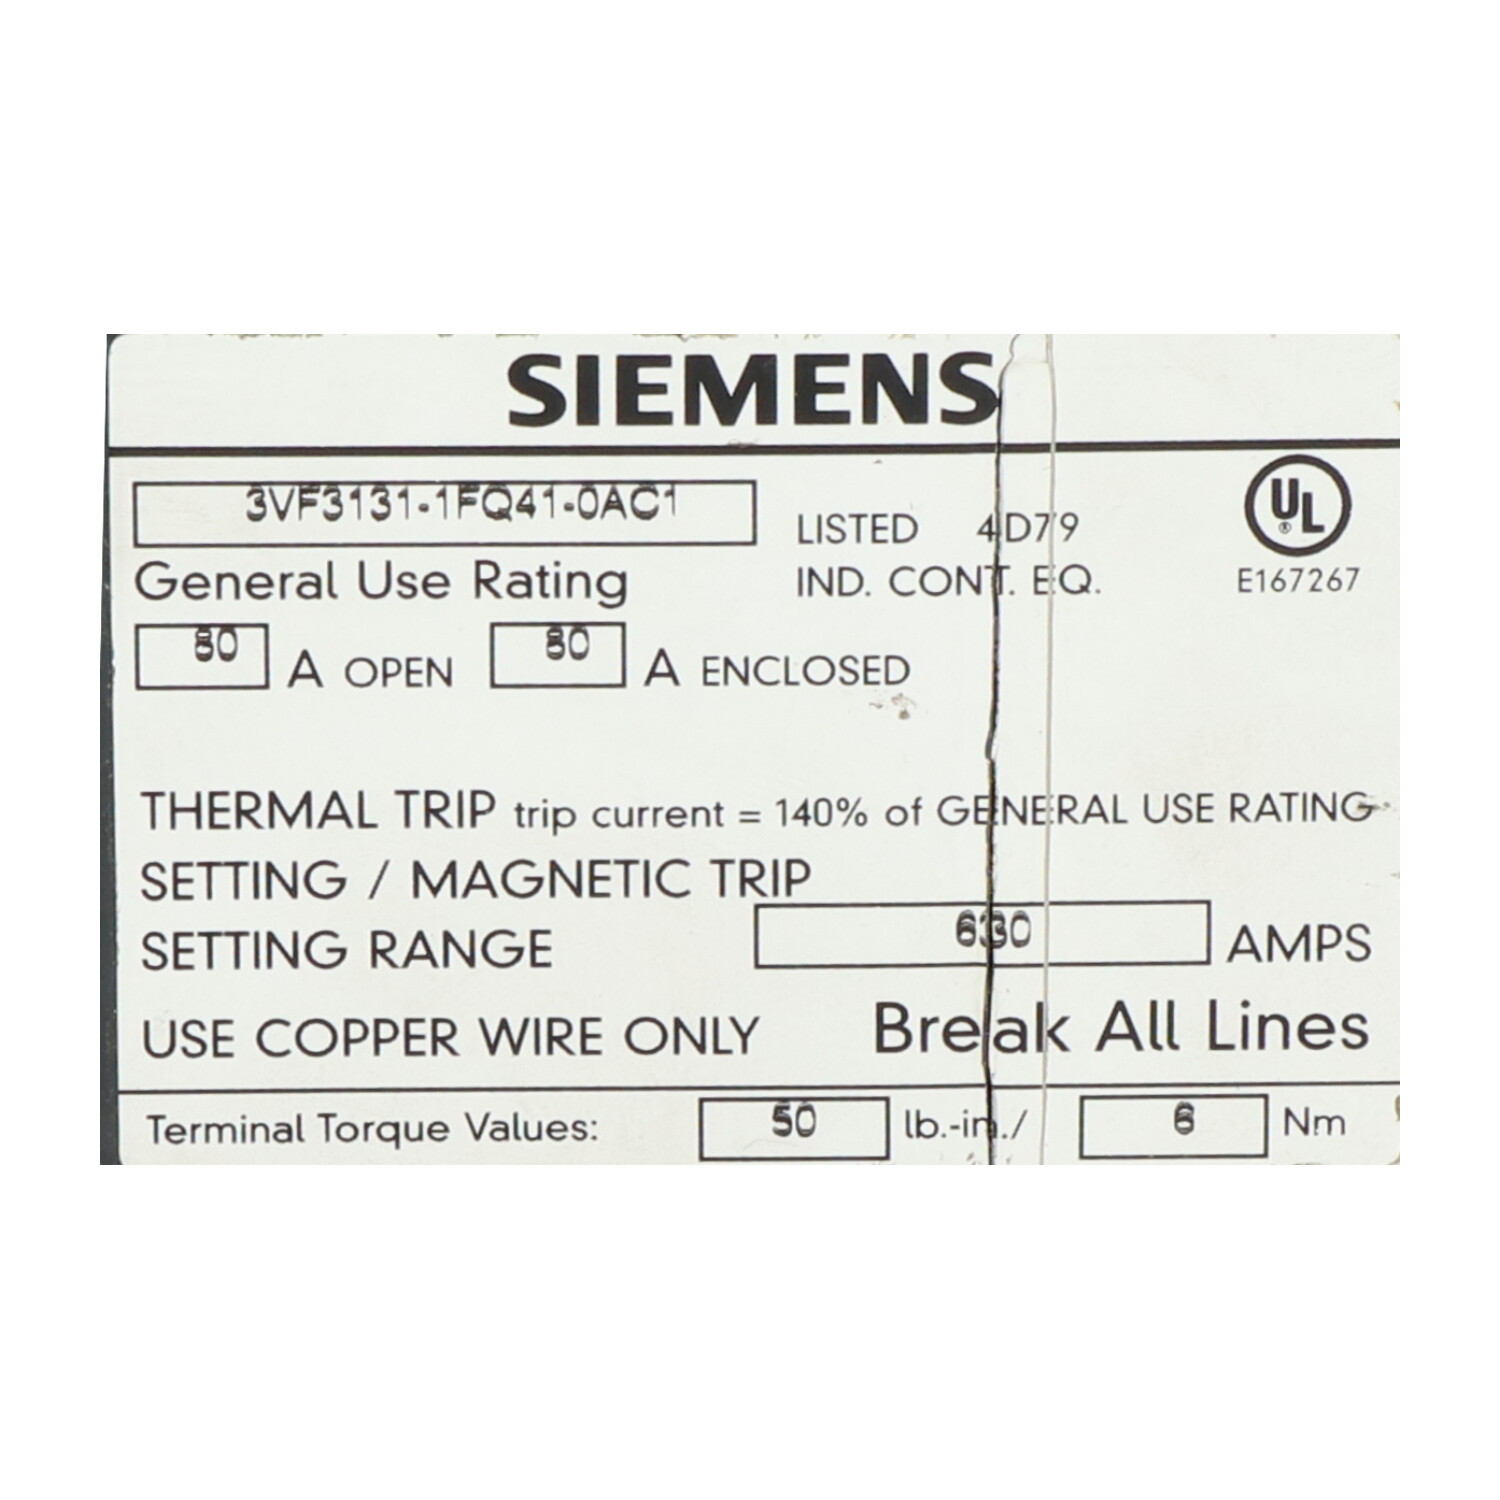 SIEMENS
3VF3131-1FQ41-0AC1
LISTED 4D79
UL ®
General Use Rating
IND. CONT. EQ.
E167267
80 A OPEN 80 A ENCLOSED
THERMAL TRIP trip current = 140% of GENERAL USE RATING
SETTING / MAGNETIC TRIP
SETTING RANGE 630 AMPS
USE COPPER WIRE ONLY Break All Lines
Terminal Torque Values: 50 lb.-in./ 6 Nm